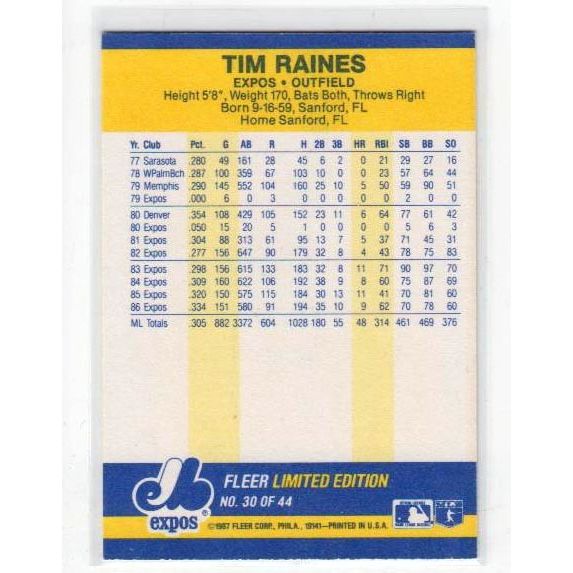 TIM RAINES
EXPOS • OUTFIELD
Height 5'8", Weight 170, Bats Both, Throws Right
Born 9-16-59, Sanford, FL
Home Sanford, FL
Yr. Club Pct. G AB R H 2B 3B HR RBI SB BB SO
77 Sarasota .280 49 161 28 45 6 2 0 21 29 27 16
78 WPalmBch .287 100 359 67 103 10 0 0 23 57 64 44
79 Memphis .290 145 552 104 160 25 10 5 50 59 90 51
79 Expos .000 6 0 3 0 0 0 0 0 2 0 0
80 Denver .354 108 429 105 152 23 11 6 64 77 61 42
80 Expos .050 15 20 5 1 0 0 0 0 5 6 3
81 Expos .304 88 313 61 95 13 7 5 37 71 45 31
82 Expos .277 156 647 90 179 32 8 4 43 78 75 83
83 Expos .298 156 615 133 183 32 8 11 71 90 97 70
84 Expos .309 160 622 106 192 38 9 8 60 75 87 69
85 Expos .320 150 575 115 184 30 13 11 41 70 81 60
86 Expos .334 151 580 91 194 35 10 9 62 70 78 60
ML Totals .305 882 3372 604 1028 180 55 48 314 461 469 376
FLEER LIMITED EDITION
NO. 30 OF 44
expos
©1987 FLEER CORP., PHILA., 19141—PRINTED IN U.S.A.